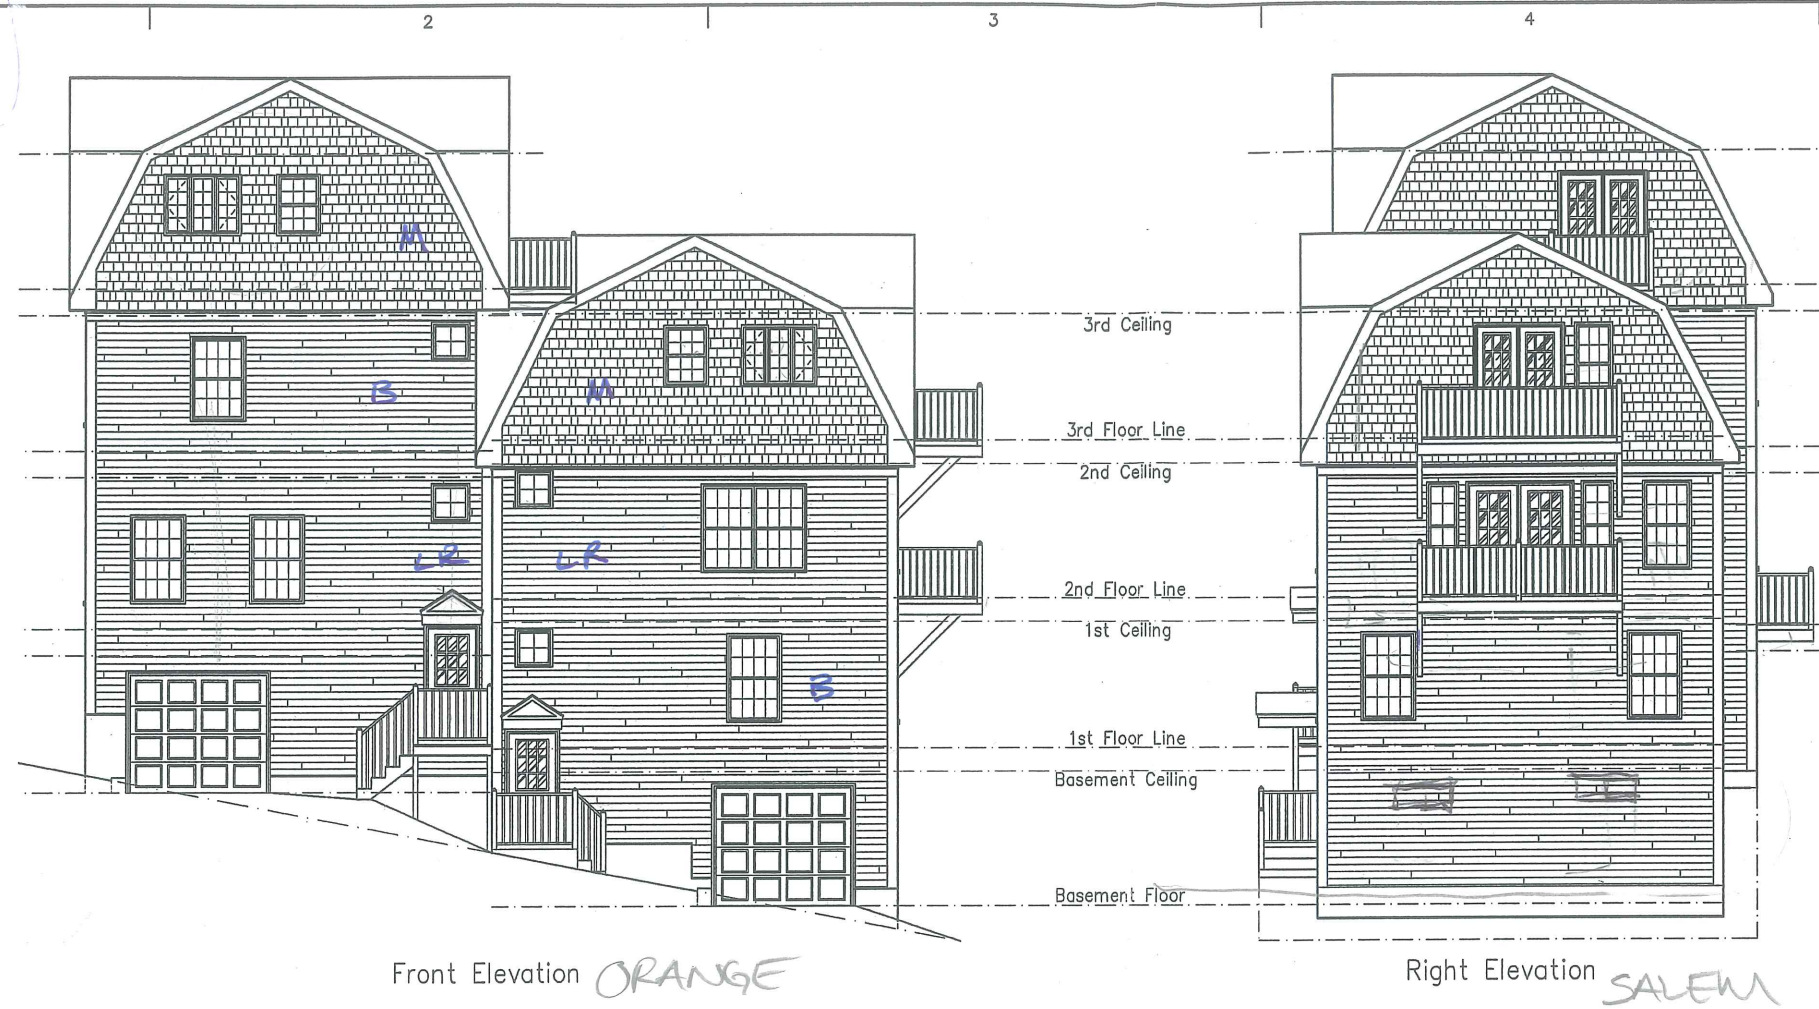 2 3 4
M
B
M
LR LR
B
3rd Ceiling
3rd Floor Line
2nd Ceiling
2nd Floor Line
1st Ceiling
1st Floor Line
Basement Ceiling
Basement Floor
Front Elevation ORANGE
Right Elevation SALEM